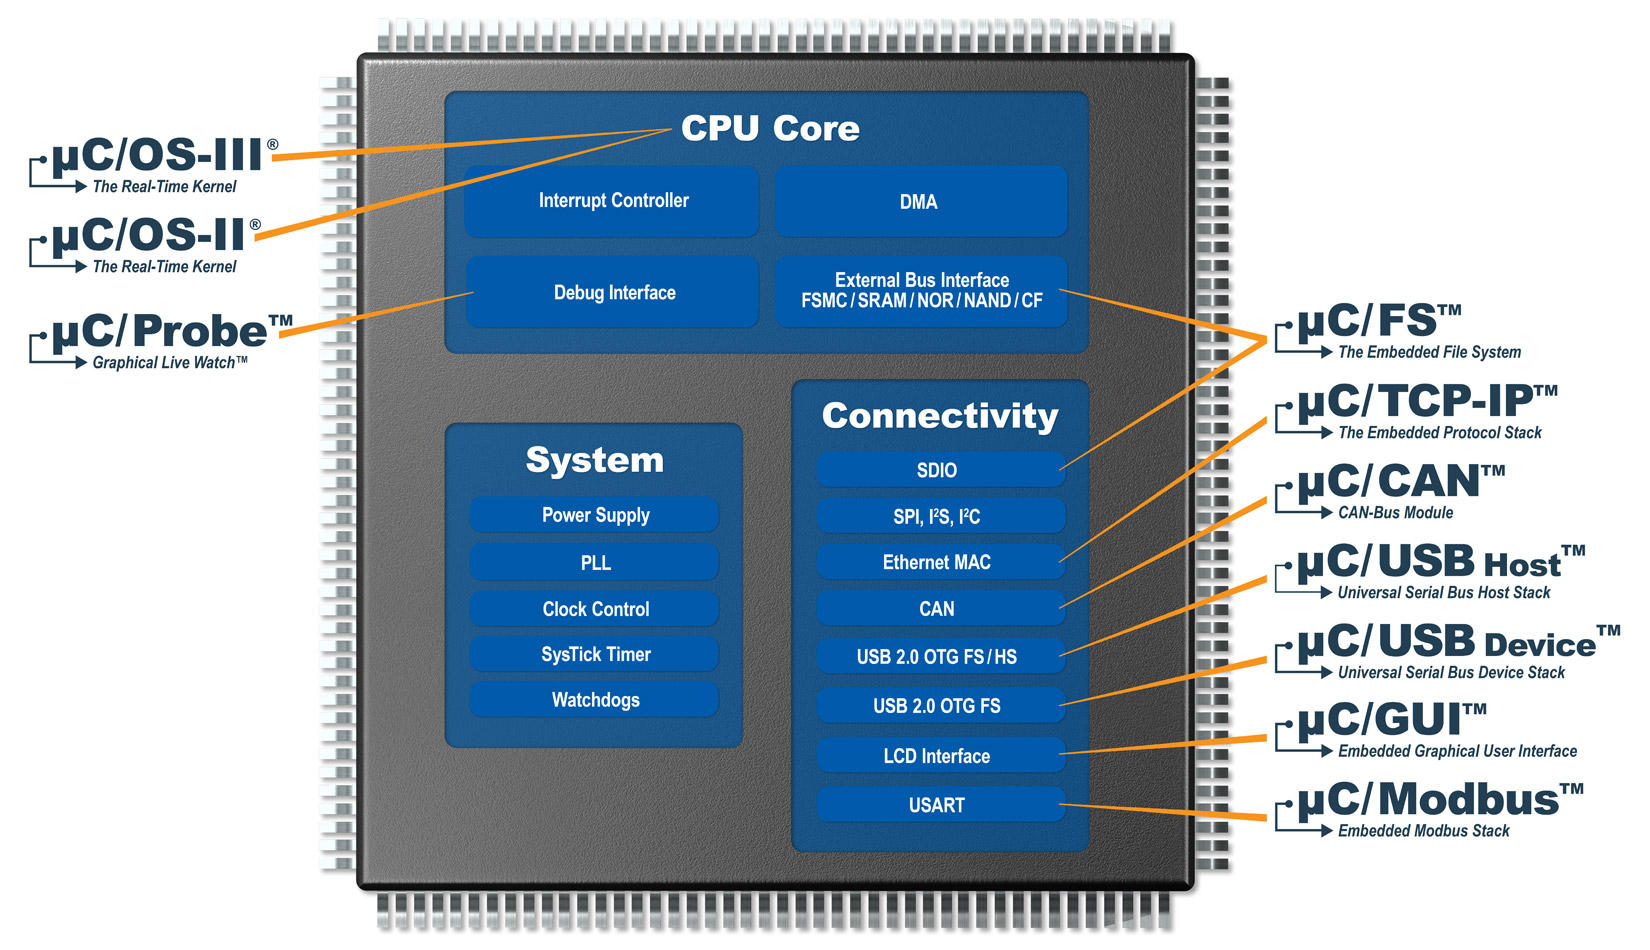 µC/OS-III®
The Real-Time Kernel
µC/OS-II®
The Real-Time Kernel
µC/Probe™
Graphical Live Watch™
CPU Core
Interrupt Controller
DMA
Debug Interface
External Bus Interface
FSMC/SRAM/NOR/NAND/CF
System
Power Supply
PLL
Clock Control
SysTick Timer
Watchdogs
Connectivity
SDIO
SPI, I²S, I²C
Ethernet MAC
CAN
USB 2.0 OTG FS/HS
USB 2.0 OTG FS
LCD Interface
USART
µC/FS™
The Embedded File System
µC/TCP-IP™
The Embedded Protocol Stack
µC/CAN™
CAN-Bus Module
µC/USB Host™
Universal Serial Bus Host Stack
µC/USB Device™
Universal Serial Bus Device Stack
µC/GUI™
Embedded Graphical User Interface
µC/Modbus™
Embedded Modbus Stack